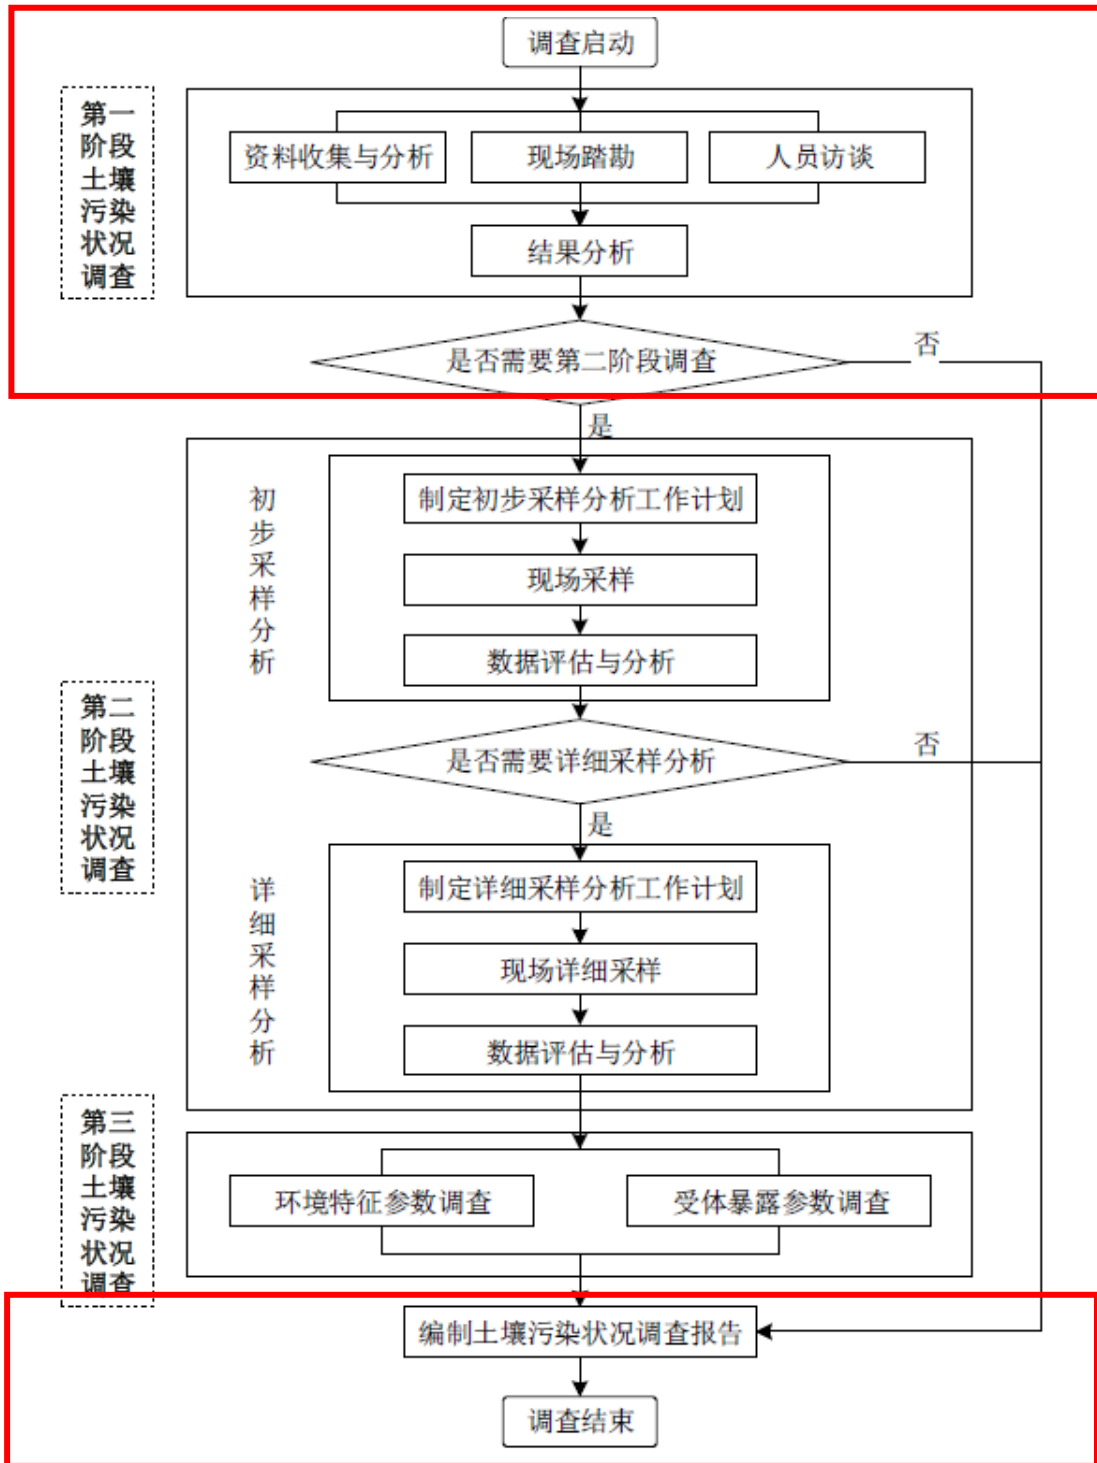 调查启动
第一
阶段
土壤
污染
状况
调查
资料收集与分析
现场踏勘
人员访谈
结果分析
是否需要第二阶段调查
否
是
初
步
采
样
分
析
制定初步采样分析工作计划
现场采样
数据评估与分析
第二
阶段
土壤
污染
状况
调查
是否需要详细采样分析
否
是
详
细
采
样
分
析
制定详细采样分析工作计划
现场详细采样
数据评估与分析
第三
阶段
土壤
污染
状况
调查
环境特征参数调查
受体暴露参数调查
编制土壤污染状况调查报告
调查结束